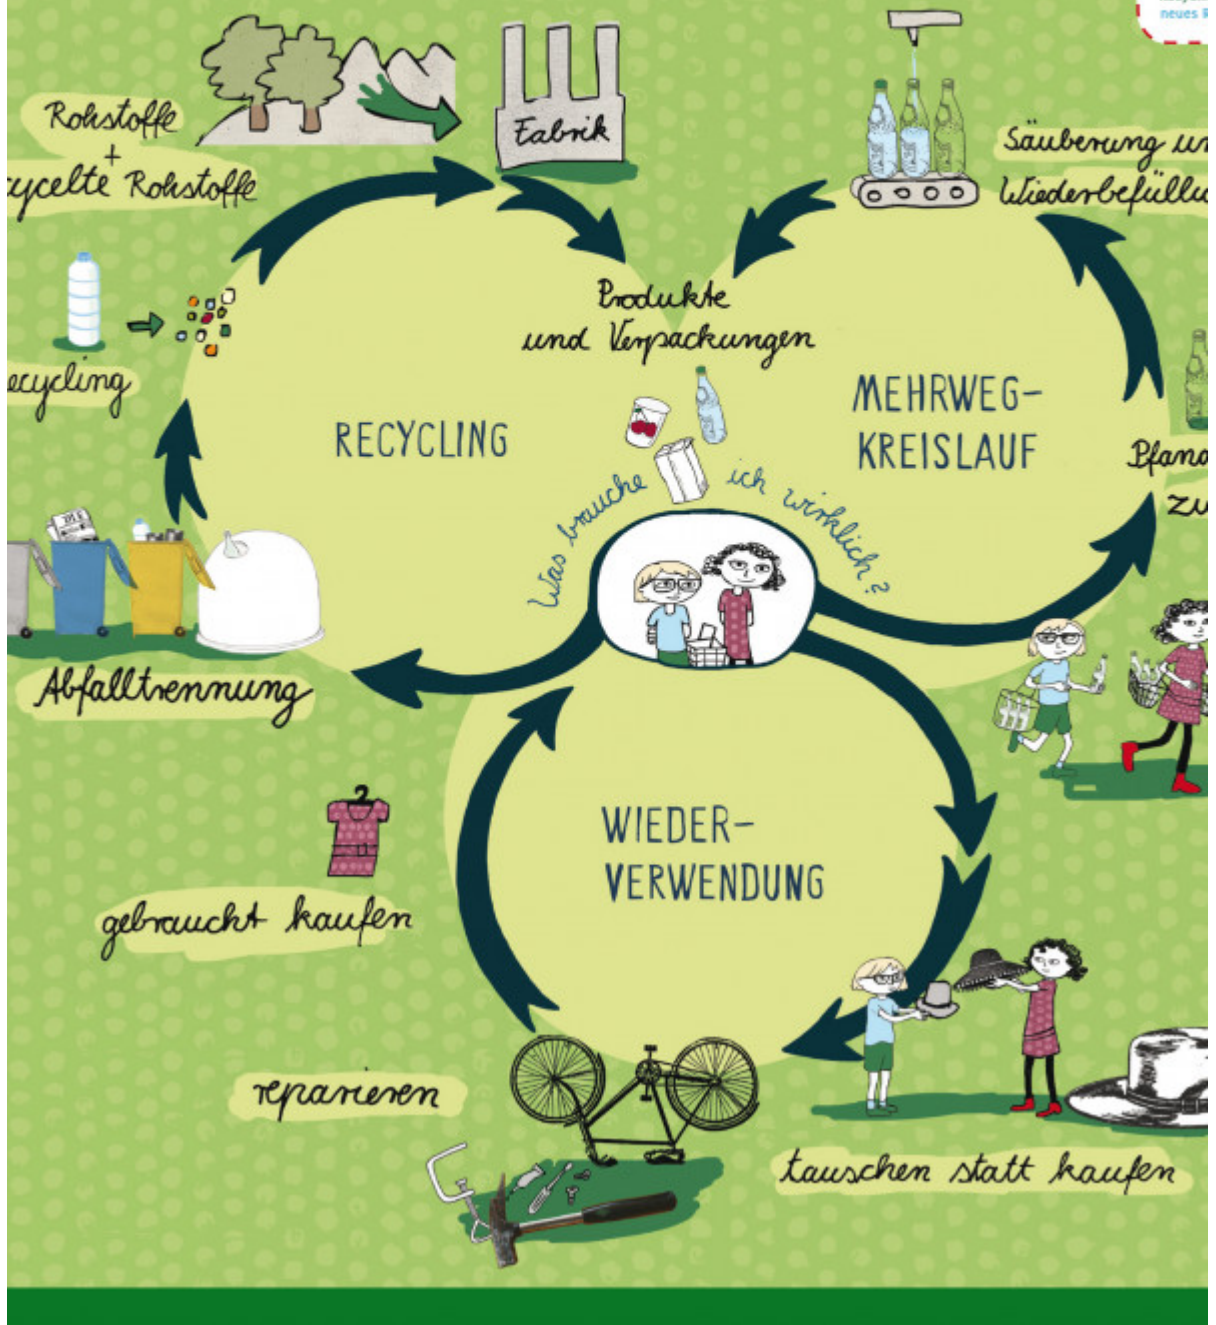 neues R
Rohstoffe
+
cycelte Rohstoffe
Fabrik
Säuberung un
Wiederbefüllu
Produkte
und Verpackungen
ecycling
RECYCLING
MEHRWEG-
KREISLAUF
Pfand
zu
Was brauche ich wirklich?
Abfalltrennung
WIEDER-
VERWENDUNG
gebraucht kaufen
reparieren
tauschen statt kaufen